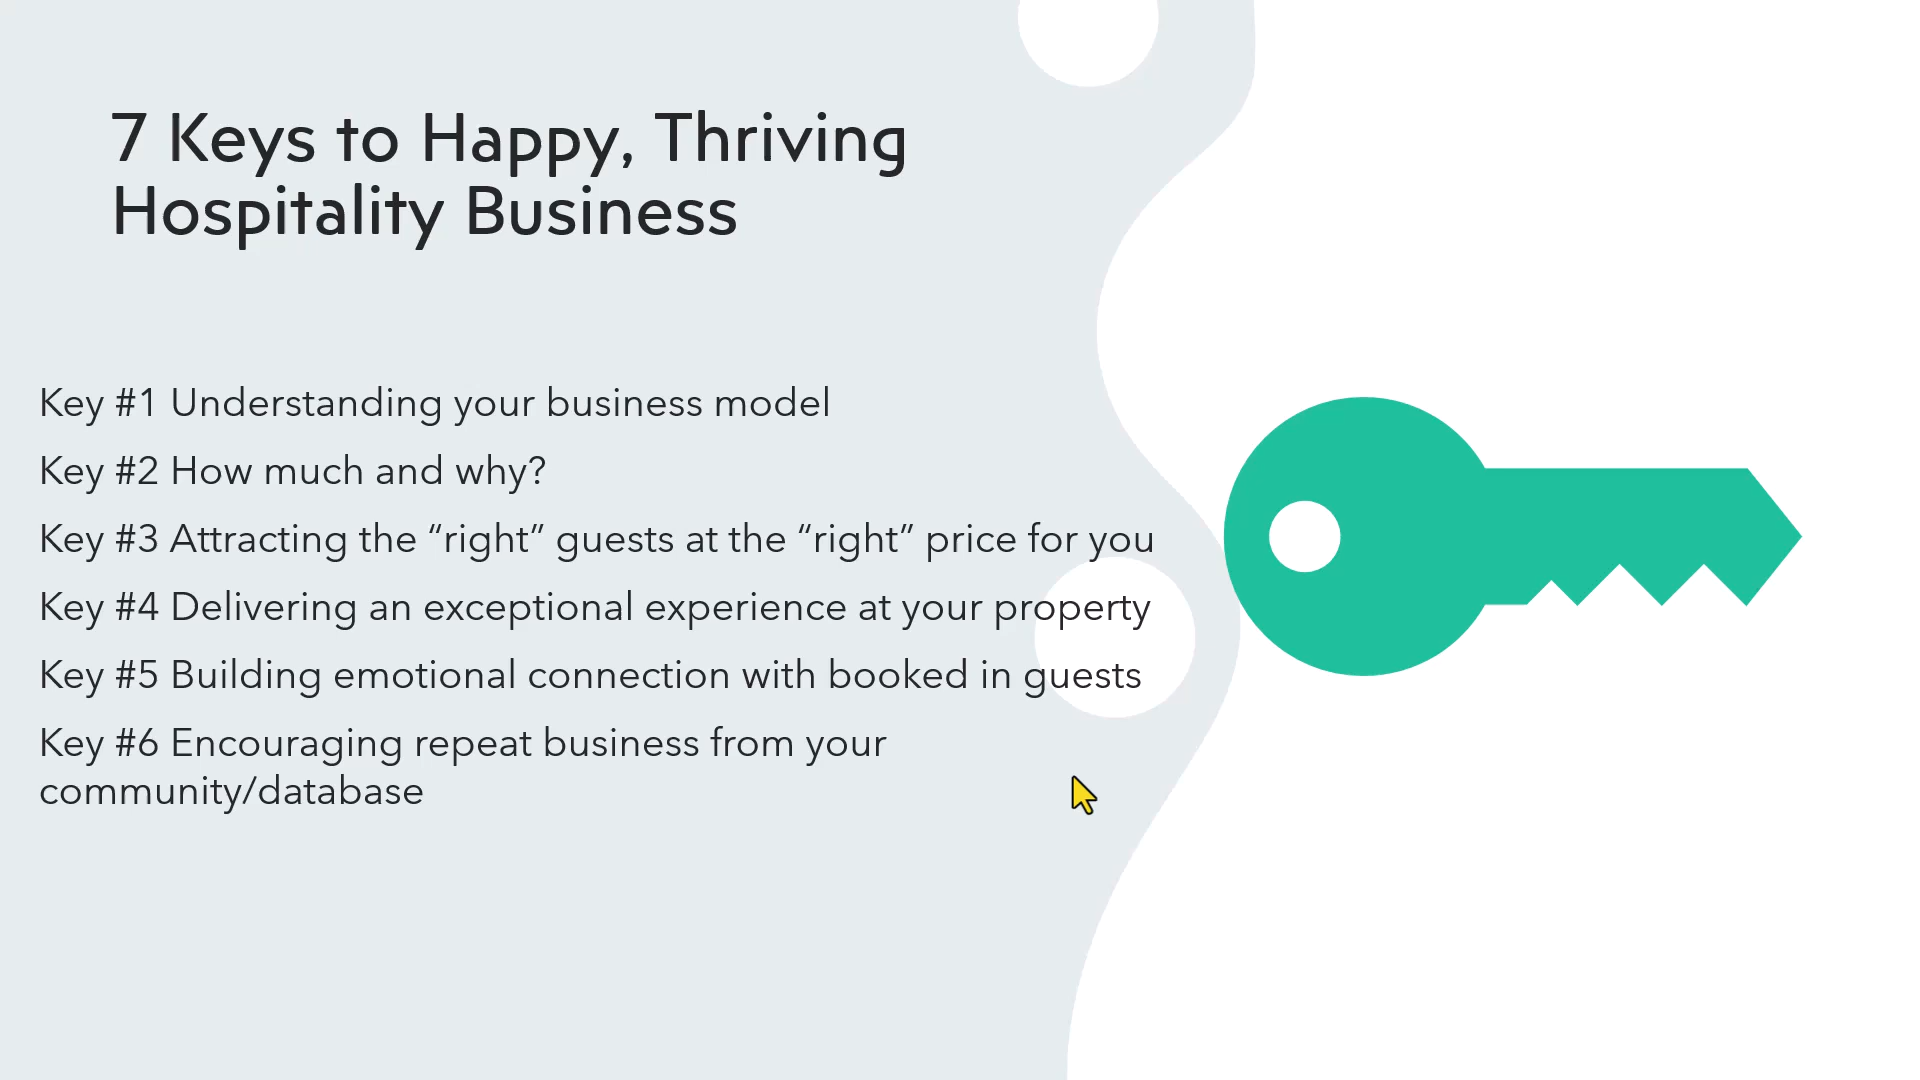 7 Keys to Happy, Thriving
Hospitality Business
Key #1 Understanding your business model
Key #2 How much and why?
Key #3 Attracting the “right” guests at the “right” price for you
Key #4 Delivering an exceptional experience at your property
Key #5 Building emotional connection with booked in guests
Key #6 Encouraging repeat business from your
community/database